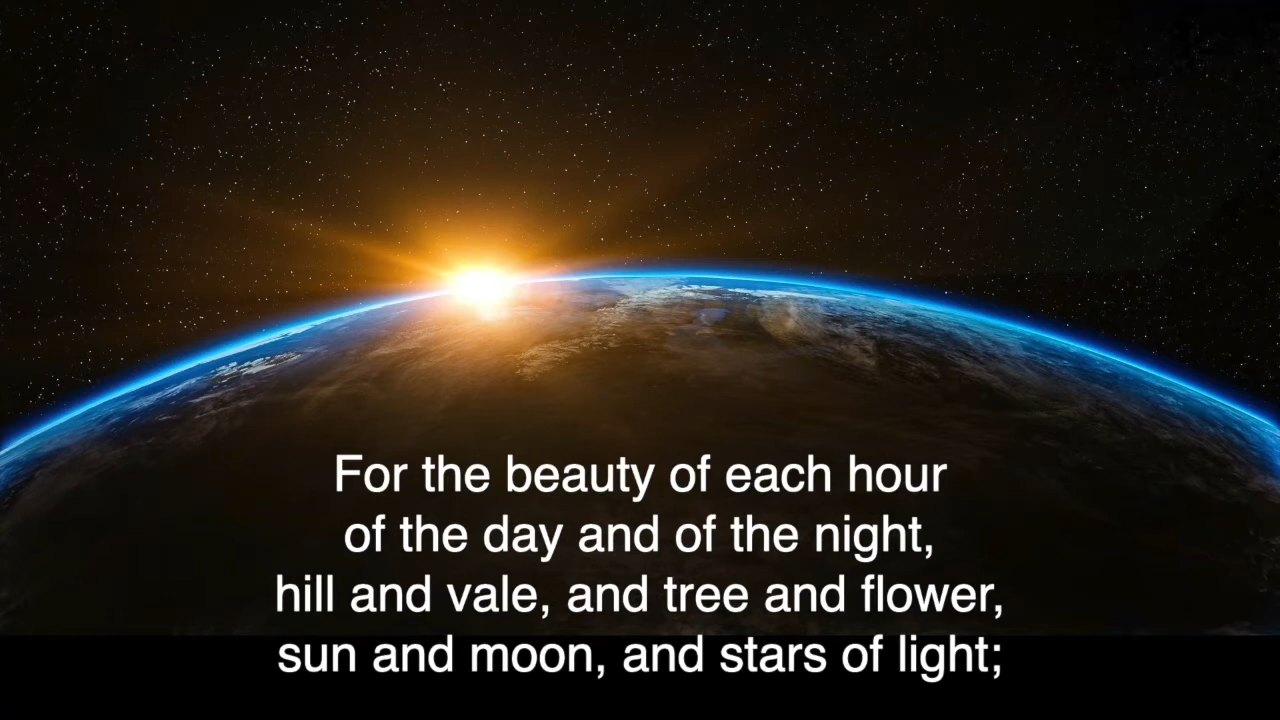 For the beauty of each hour
of the day and of the night,
hill and vale, and tree and flower,
sun and moon, and stars of light;